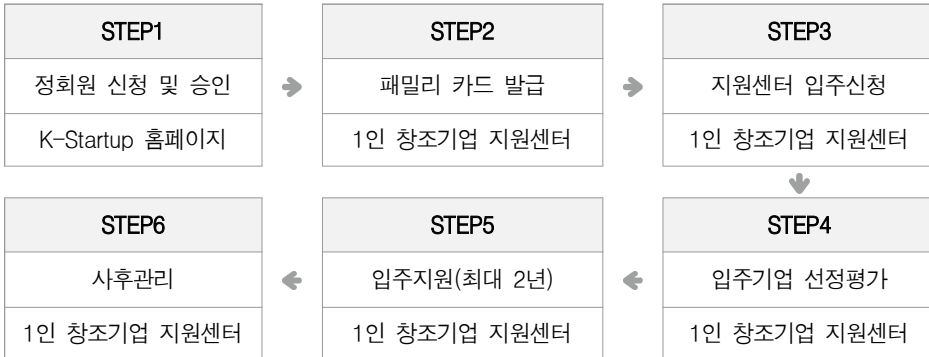 STEP1
정회원 신청 및 승인
K-Startup 홈페이지
STEP2
패밀리 카드 발급
1인 창조기업 지원센터
STEP3
지원센터 입주신청
1인 창조기업 지원센터
STEP4
입주기업 선정평가
1인 창조기업 지원센터
STEP5
입주지원(최대 2년)
1인 창조기업 지원센터
STEP6
사후관리
1인 창조기업 지원센터